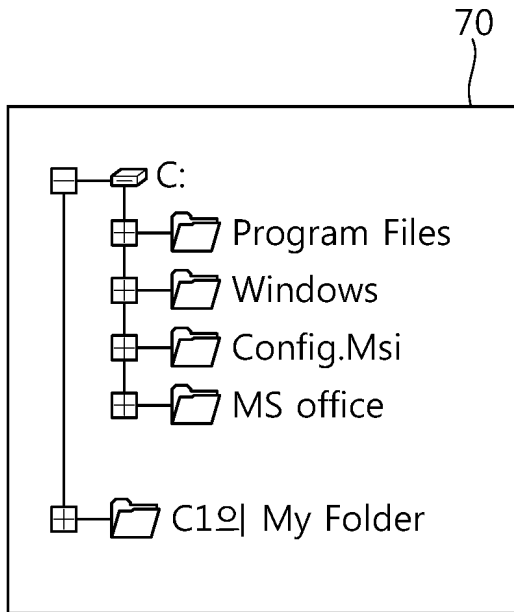 70
C:
Program Files
Windows
Config.Msi
MS office
C1의 My Folder